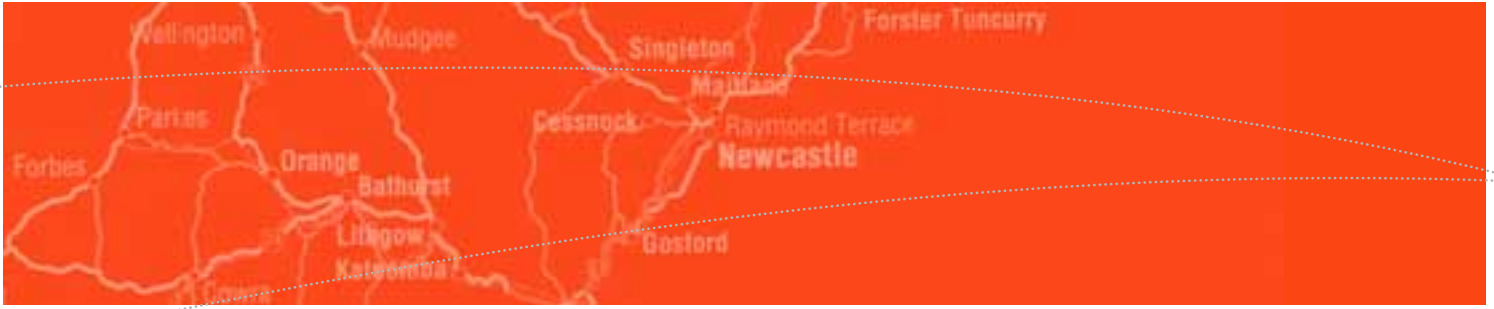 Forster Tuncurry
Wellington
Mudgee
Singleton
Maitland
Parkes
Cessnock
Raymond Terrace
Newcastle
Forbes
Orange
Bathurst
Lithgow
Gosford
Katoomba
Cowra